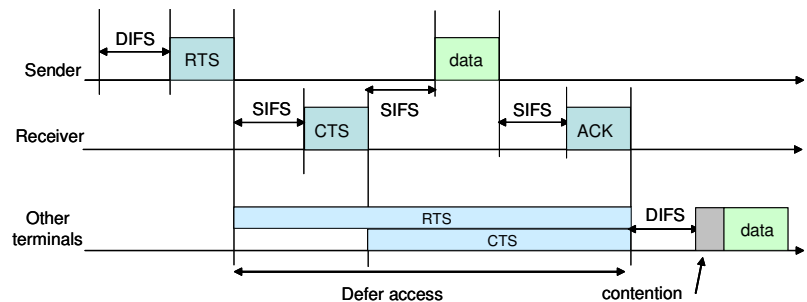 DIFS
RTS
data
Sender
SIFS
CTS
SIFS
SIFS
ACK
Receiver
Other
terminals
RTS
CTS
DIFS
data
Defer access
contention